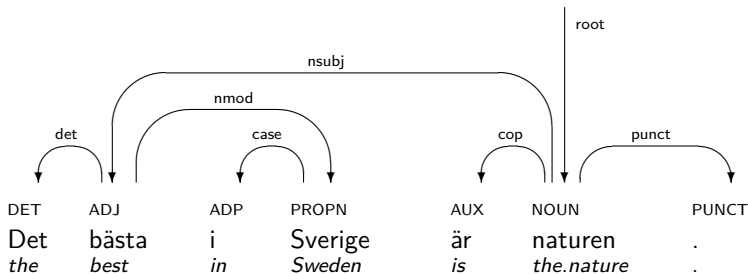 root
nsubj
nmod
det case cop punct
DET ADJ ADP PROPN AUX NOUN PUNCT
Det bästa i Sverige är naturen .
the best in Sweden is the.nature .